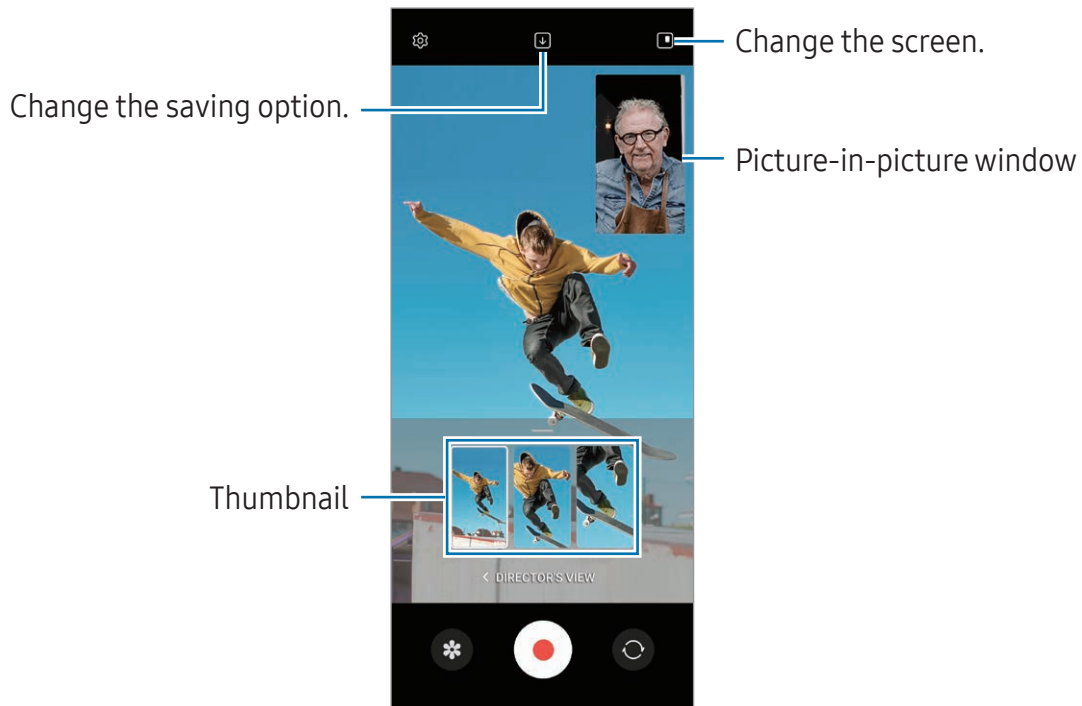 Change the screen.
Change the saving option.
Picture-in-picture window
Thumbnail
< DIRECTOR'S VIEW